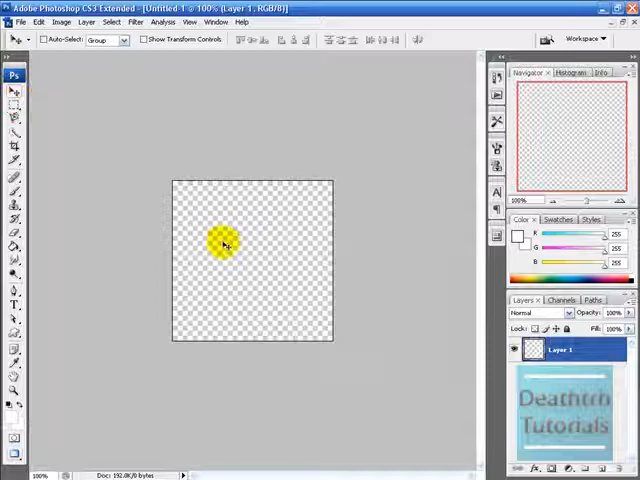 Adobe Photoshop CS3 Extended - [Untitled-1 @ 100% (Layer 1, RGB/8)]
File Edit Image Layer Select Filter Analysis View Window Help
Auto-Select: Group Show Transform Controls Workspace
Ps
Navigator Histogram Info
100%
Color Swatches Styles
R 255
G 255
B 255
Layers Channels Paths
Normal Opacity: 100%
Lock: Fill: 100%
Layer 1
Deathtch
Tutorials
100% Doc: 192.0K/0 bytes